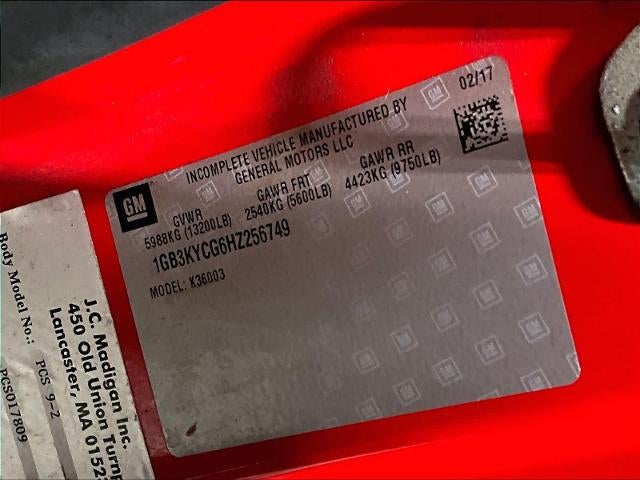 02/17
INCOMPLETE VEHICLE MANUFACTURED BY
GENERAL MOTORS LLC
GM
GVWR GAWR FRT GAWR RR
5988KG (13200LB) 2540KG (5600LB) 4423KG (9750LB)
1GB3KYCG6HZ256749
MODEL: K36003
J.C. Madigan Inc.
450 Old Union Turnp
Lancaster, MA 0152
Body Model No.: PCS 9-2
PCS017809